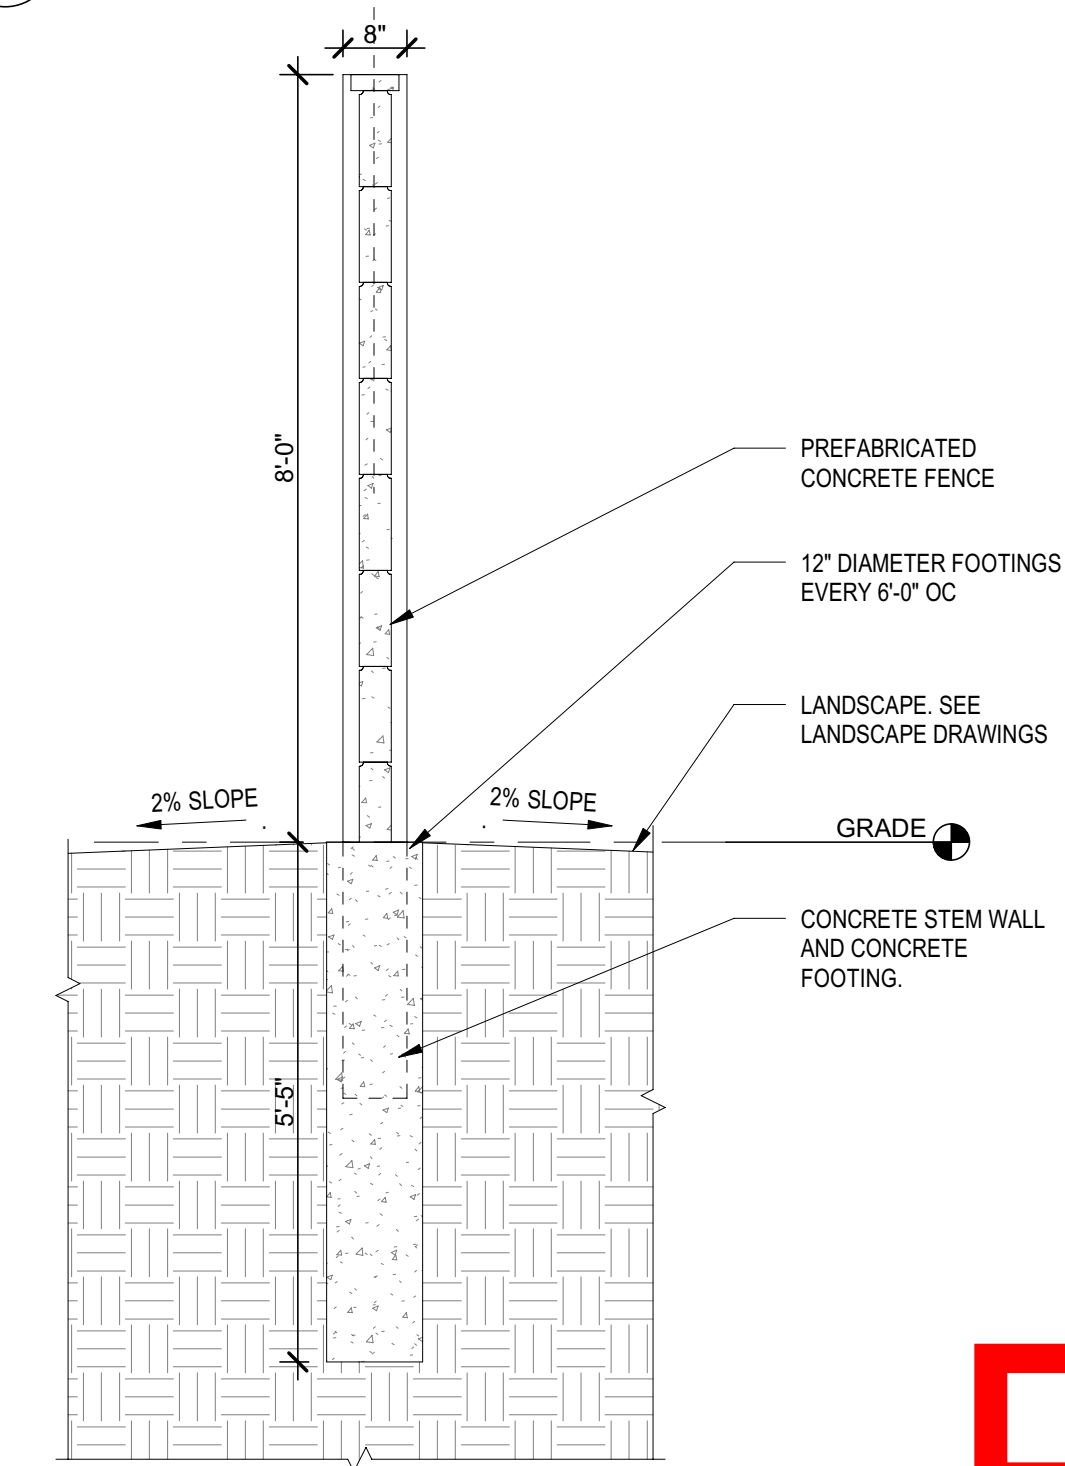 8"
8'-0"
PREFABRICATED
CONCRETE FENCE
12" DIAMETER FOOTINGS
EVERY 6'-0" OC
LANDSCAPE. SEE
LANDSCAPE DRAWINGS
2% SLOPE
2% SLOPE
GRADE
CONCRETE STEM WALL
AND CONCRETE
FOOTING.
5'-5"